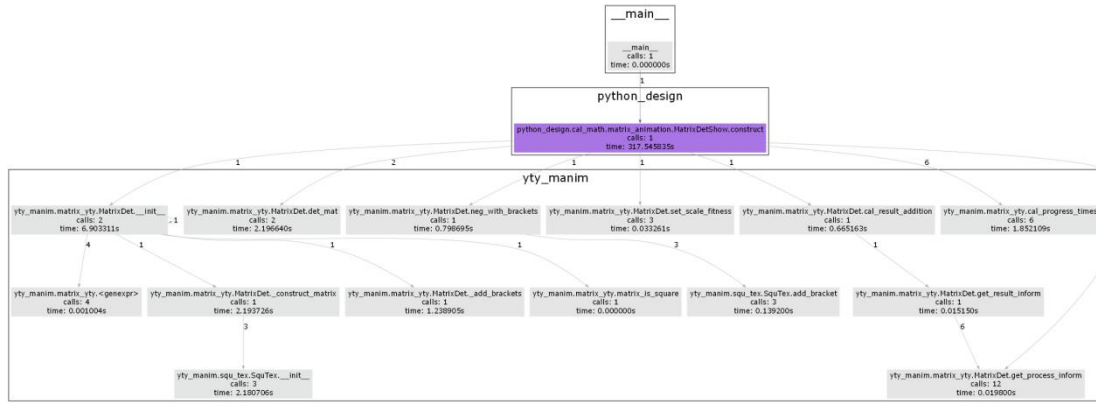 __main__
__main__
calls: 1
time: 0.000000s
1
python_design
python_design.cal_math.matrix_animation.MatrixDetShow.construct
calls: 1
time: 317.545835s
1
2
1
1
1
6
yty_manim
yty_manim.matrix_yty.MatrixDet.__init__
calls: 2
time: 6.903311s
1
yty_manim.matrix_yty.MatrixDet.det_mat
calls: 2
time: 2.196640s
yty_manim.matrix_yty.MatrixDet.neg_with_brackets
calls: 1
time: 0.798695s
yty_manim.matrix_yty.MatrixDet.set_scale_fitness
calls: 3
time: 0.033261s
yty_manim.matrix_yty.MatrixDet.cal_result_addition
calls: 1
time: 0.665163s
yty_manim.matrix_yty.cal_progress_times
calls: 6
time: 1.852109s
4
1
1
1
3
1
yty_manim.matrix_yty.<genexpr>
calls: 4
time: 0.001004s
yty_manim.matrix_yty.MatrixDet._construct_matrix
calls: 1
time: 2.193726s
yty_manim.matrix_yty.MatrixDet._add_brackets
calls: 1
time: 1.238905s
yty_manim.matrix_yty.matrix_is_square
calls: 1
time: 0.000000s
yty_manim.squ_tex.SquTex.add_bracket
calls: 3
time: 0.139200s
yty_manim.matrix_yty.MatrixDet.get_result_inform
calls: 1
time: 0.015150s
3
6
yty_manim.squ_tex.SquTex.__init__
calls: 3
time: 2.180706s
yty_manim.matrix_yty.MatrixDet.get_process_inform
calls: 12
time: 0.019800s